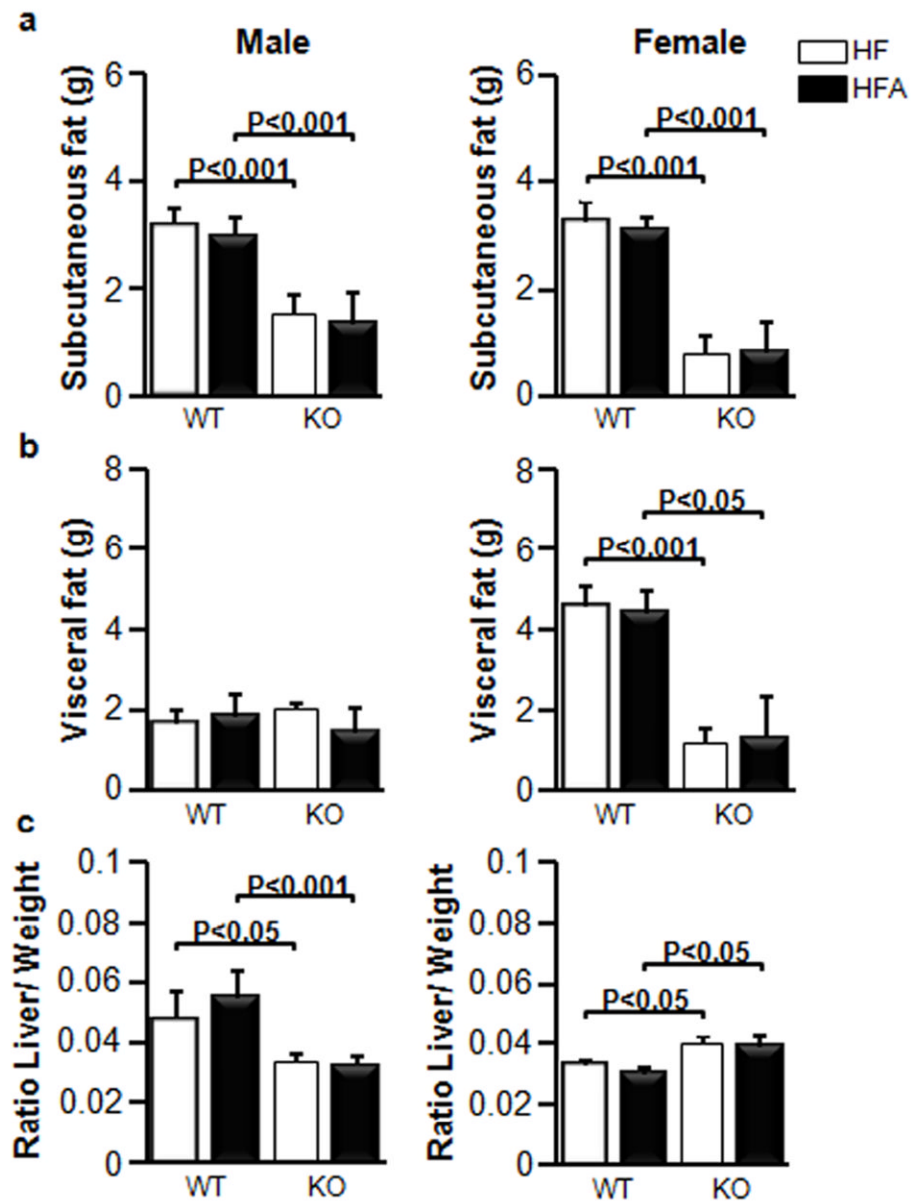 a
Male
Female
HF
HFA
Subcutaneous fat (g)
6
4
2
0
P<0.001
P<0.001
WT
KO
Subcutaneous fat (g)
6
4
2
0
P<0.001
P<0.001
WT
KO
b
Visceral fat (g)
8
6
4
2
0
WT
KO
Visceral fat (g)
8
6
4
2
0
P<0.05
P<0.001
WT
KO
c
Ratio Liver/ Weight
0.1
0.08
0.06
0.04
0.02
0
P<0.001
P<0.05
WT
KO
Ratio Liver/ Weight
0.1
0.08
0.06
0.04
0.02
0
P<0.05
P<0.05
WT
KO